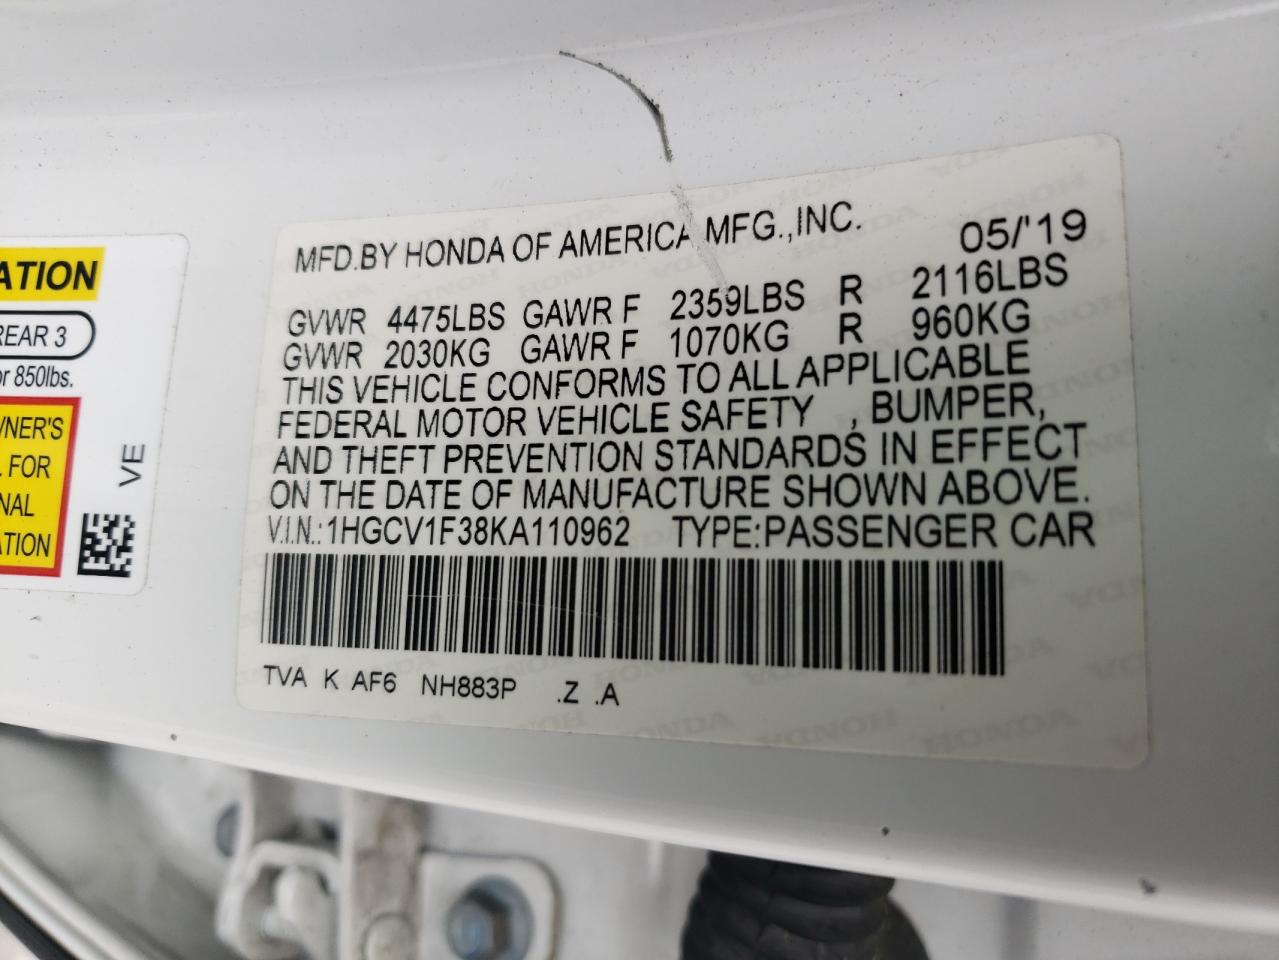 ATION
REAR 3
or 850lbs.
WNER'S
L FOR
NAL
ATION
VE
MFD.BY HONDA OF AMERICA MFG.,INC. 05/'19
GVWR 4475LBS GAWR F 2359LBS R 2116LBS
GVWR 2030KG GAWR F 1070KG R 960KG
THIS VEHICLE CONFORMS TO ALL APPLICABLE
FEDERAL MOTOR VEHICLE SAFETY , BUMPER,
AND THEFT PREVENTION STANDARDS IN EFFECT
ON THE DATE OF MANUFACTURE SHOWN ABOVE.
V.I.N.:1HGCV1F38KA110962 TYPE:PASSENGER CAR
TVA K AF6 NH883P .Z .A